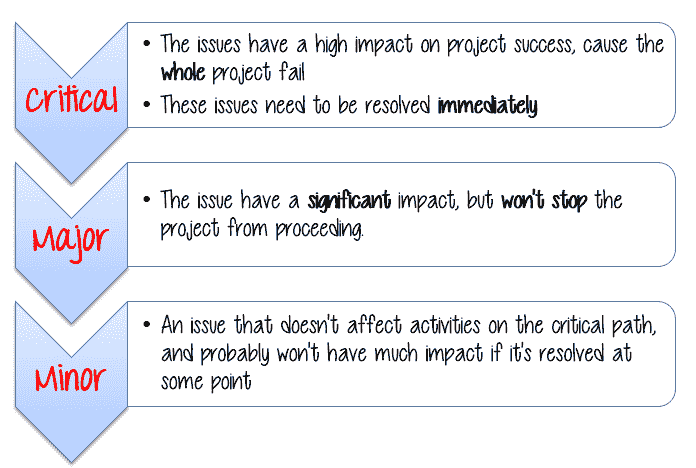 Critical
• The issues have a high impact on project success, cause the
whole project fail
• These issues need to be resolved immediately
Major
• The issue have a significant impact, but won't stop the
project from proceeding.
Minor
• An issue that doesn't affect activities on the critical path,
and probably won't have much impact if it's resolved at
some point